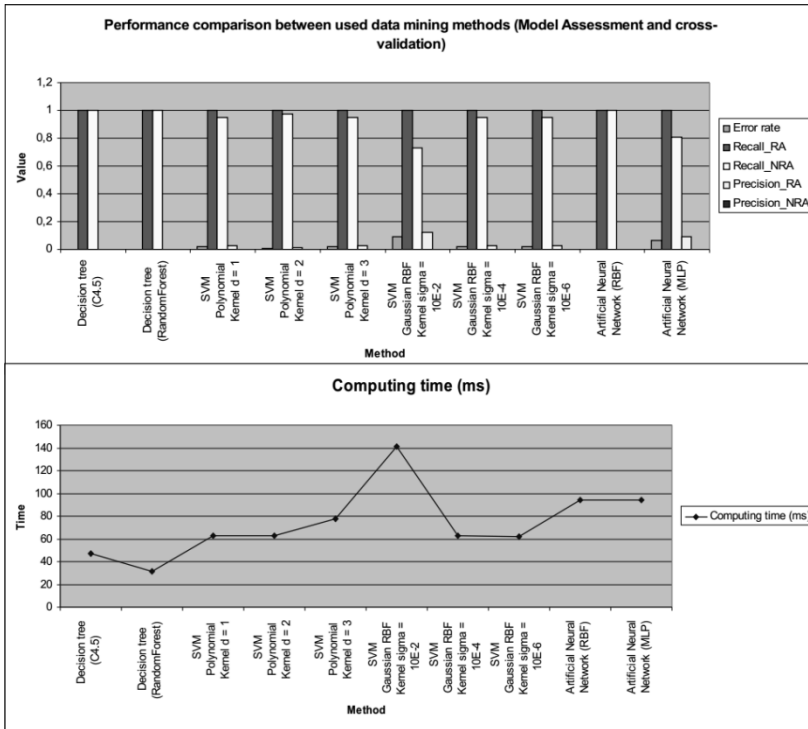 Performance comparison between used data mining methods (Model Assessment and cross-
validation)
1,2
1
0,8
0,6
0,4
0,2
0
Value
Decision tree
(C4.5)
Decision tree
(RandomForest)
SVM
Polynomial
Kernel d = 1
SVM
Polynomial
Kernel d = 2
SVM
Polynomial
Kernel d = 3
SVM
Gaussian RBF
Kernel sigma =
10E-2
SVM
Gaussian RBF
Kernel sigma =
10E-4
SVM
Gaussian RBF
Kernel sigma =
10E-6
Artificial Neural
Network (RBF)
Artificial Neural
Network (MLP)
Method
Error rate
Recall_RA
Recall_NRA
Precision_RA
Precision_NRA
Computing time (ms)
160
140
120
100
80
60
40
20
0
Time
Decision tree
(C4.5)
Decision tree
(RandomForest)
SVM
Polynomial
Kernel d = 1
SVM
Polynomial
Kernel d = 2
SVM
Polynomial
Kernel d = 3
SVM
Gaussian RBF
Kernel sigma =
10E-2
SVM
Gaussian RBF
Kernel sigma =
10E-4
SVM
Gaussian RBF
Kernel sigma =
10E-6
Artificial Neural
Network (RBF)
Artificial Neural
Network (MLP)
Method
Computing time (ms)